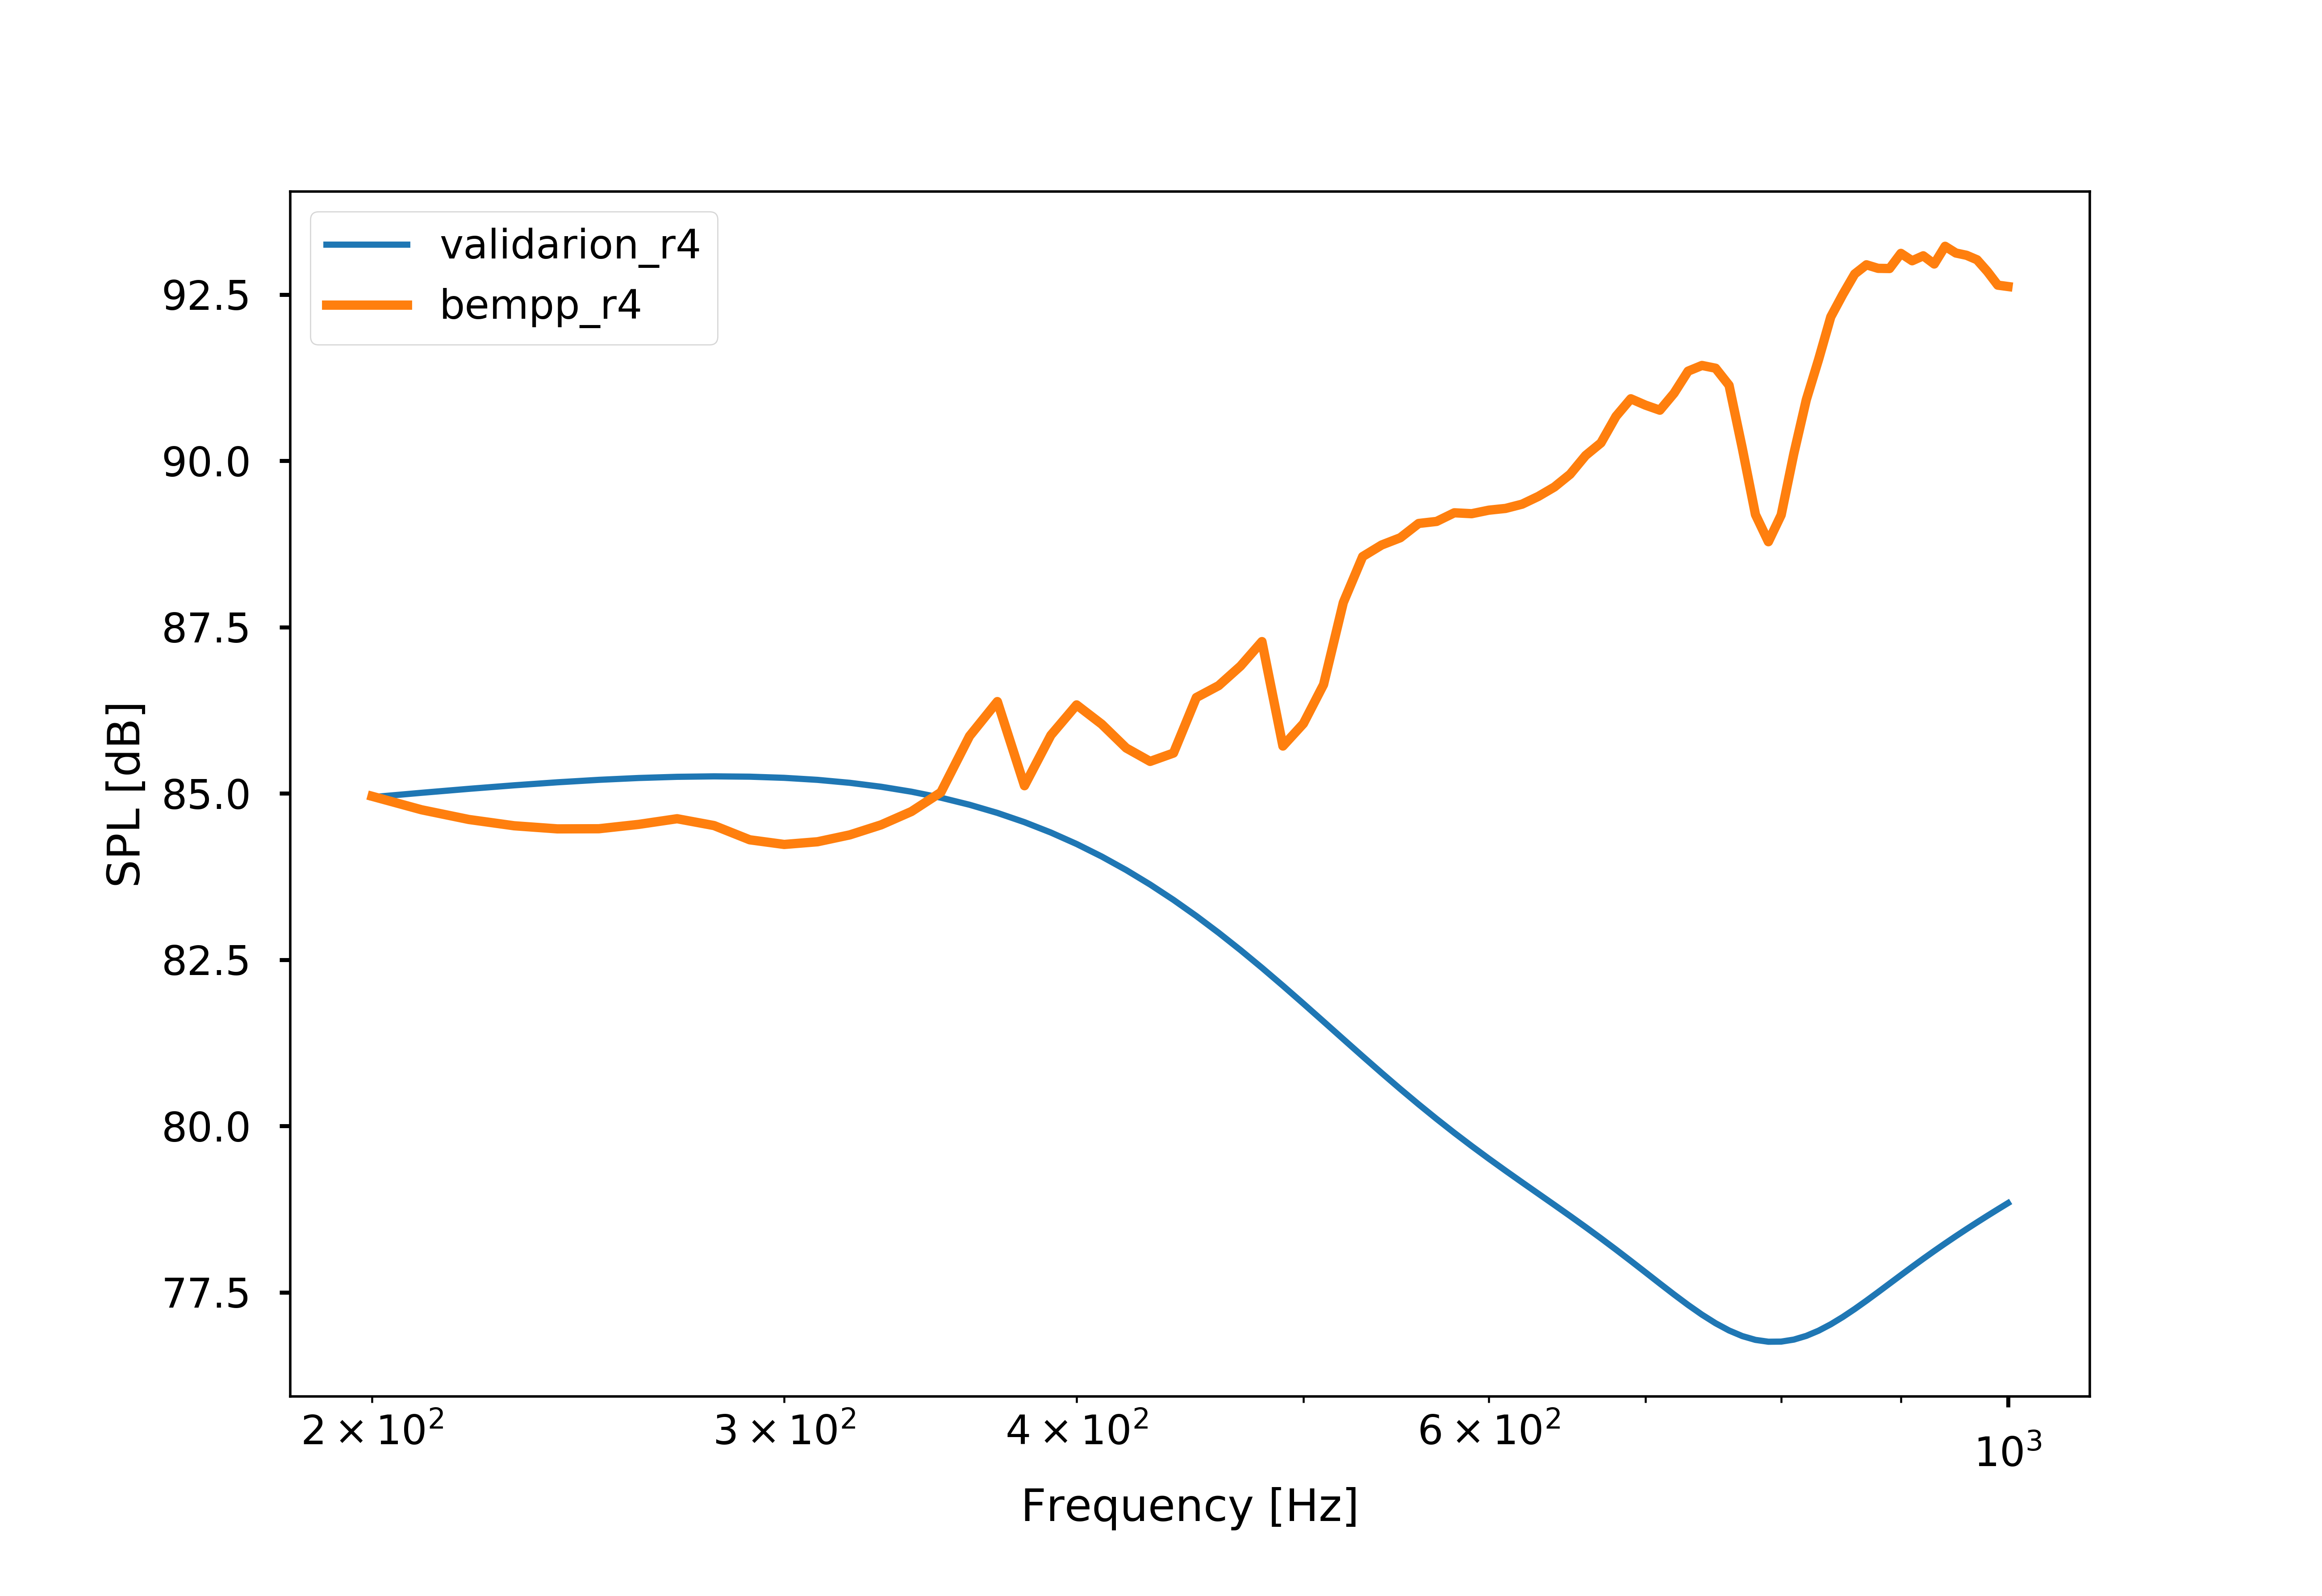 validarion_r4
bempp_r4
92.5
90.0
87.5
85.0
82.5
80.0
77.5
SPL [dB]
2 × 10²
3 × 10²
4 × 10²
6 × 10²
10³
Frequency [Hz]